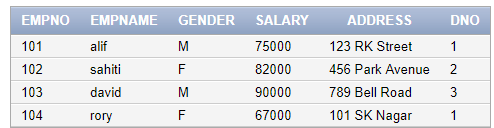 EMPNO EMPNAME GENDER SALARY ADDRESS DNO
101 alif M 75000 123 RK Street 1
102 sahiti F 82000 456 Park Avenue 2
103 david M 90000 789 Bell Road 3
104 rory F 67000 101 SK Nagar 1